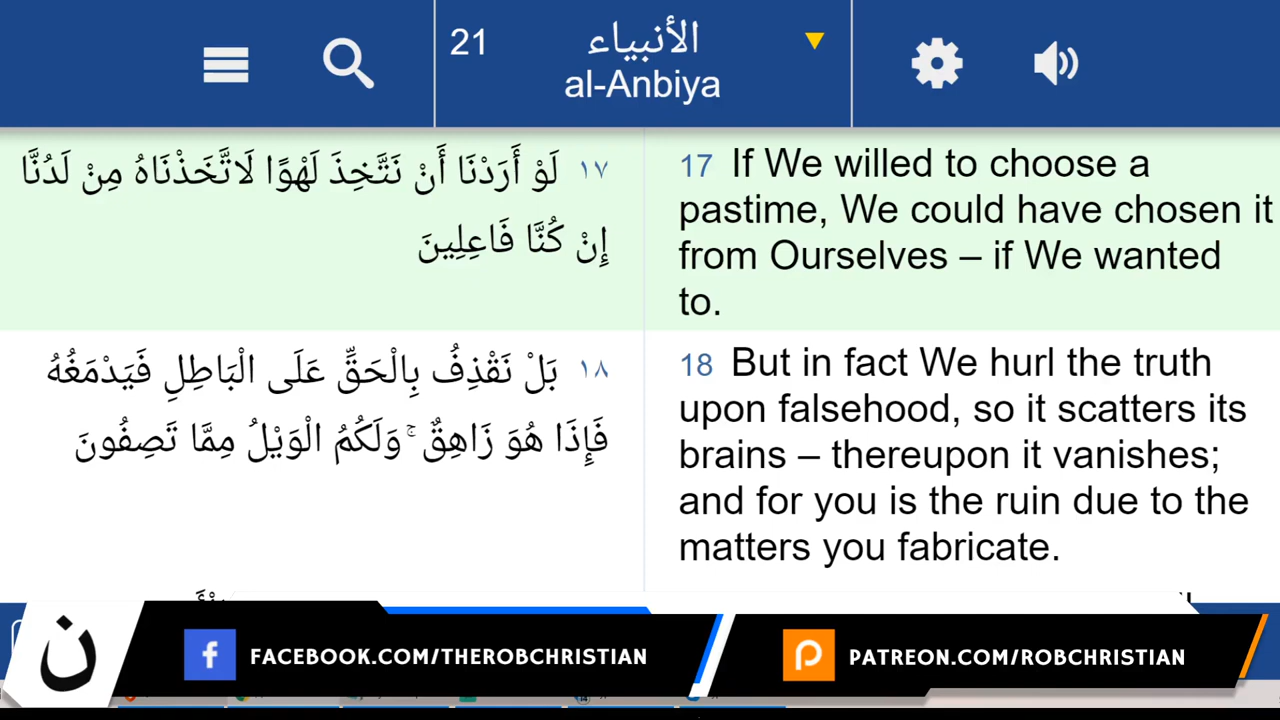 21
الأنبياء
al-Anbiya
١٧ لَوْ أَرَدْنَا أَنْ نَتَّخِذَ لَهْوًا لَاتَّخَذْنَاهُ مِنْ لَدُنَّا
إِنْ كُنَّا فَاعِلِينَ
17 If We willed to choose a
pastime, We could have chosen it
from Ourselves – if We wanted
to.
١٨ بَلْ نَقْذِفُ بِالْحَقِّ عَلَى الْبَاطِلِ فَيَدْمَغُهُ
فَإِذَا هُوَ زَاهِقٌ ۚ وَلَكُمُ الْوَيْلُ مِمَّا تَصِفُونَ
18 But in fact We hurl the truth
upon falsehood, so it scatters its
brains – thereupon it vanishes;
and for you is the ruin due to the
matters you fabricate.
ن
f
FACEBOOK.COM/THEROBCHRISTIAN
PATREON.COM/ROBCHRISTIAN